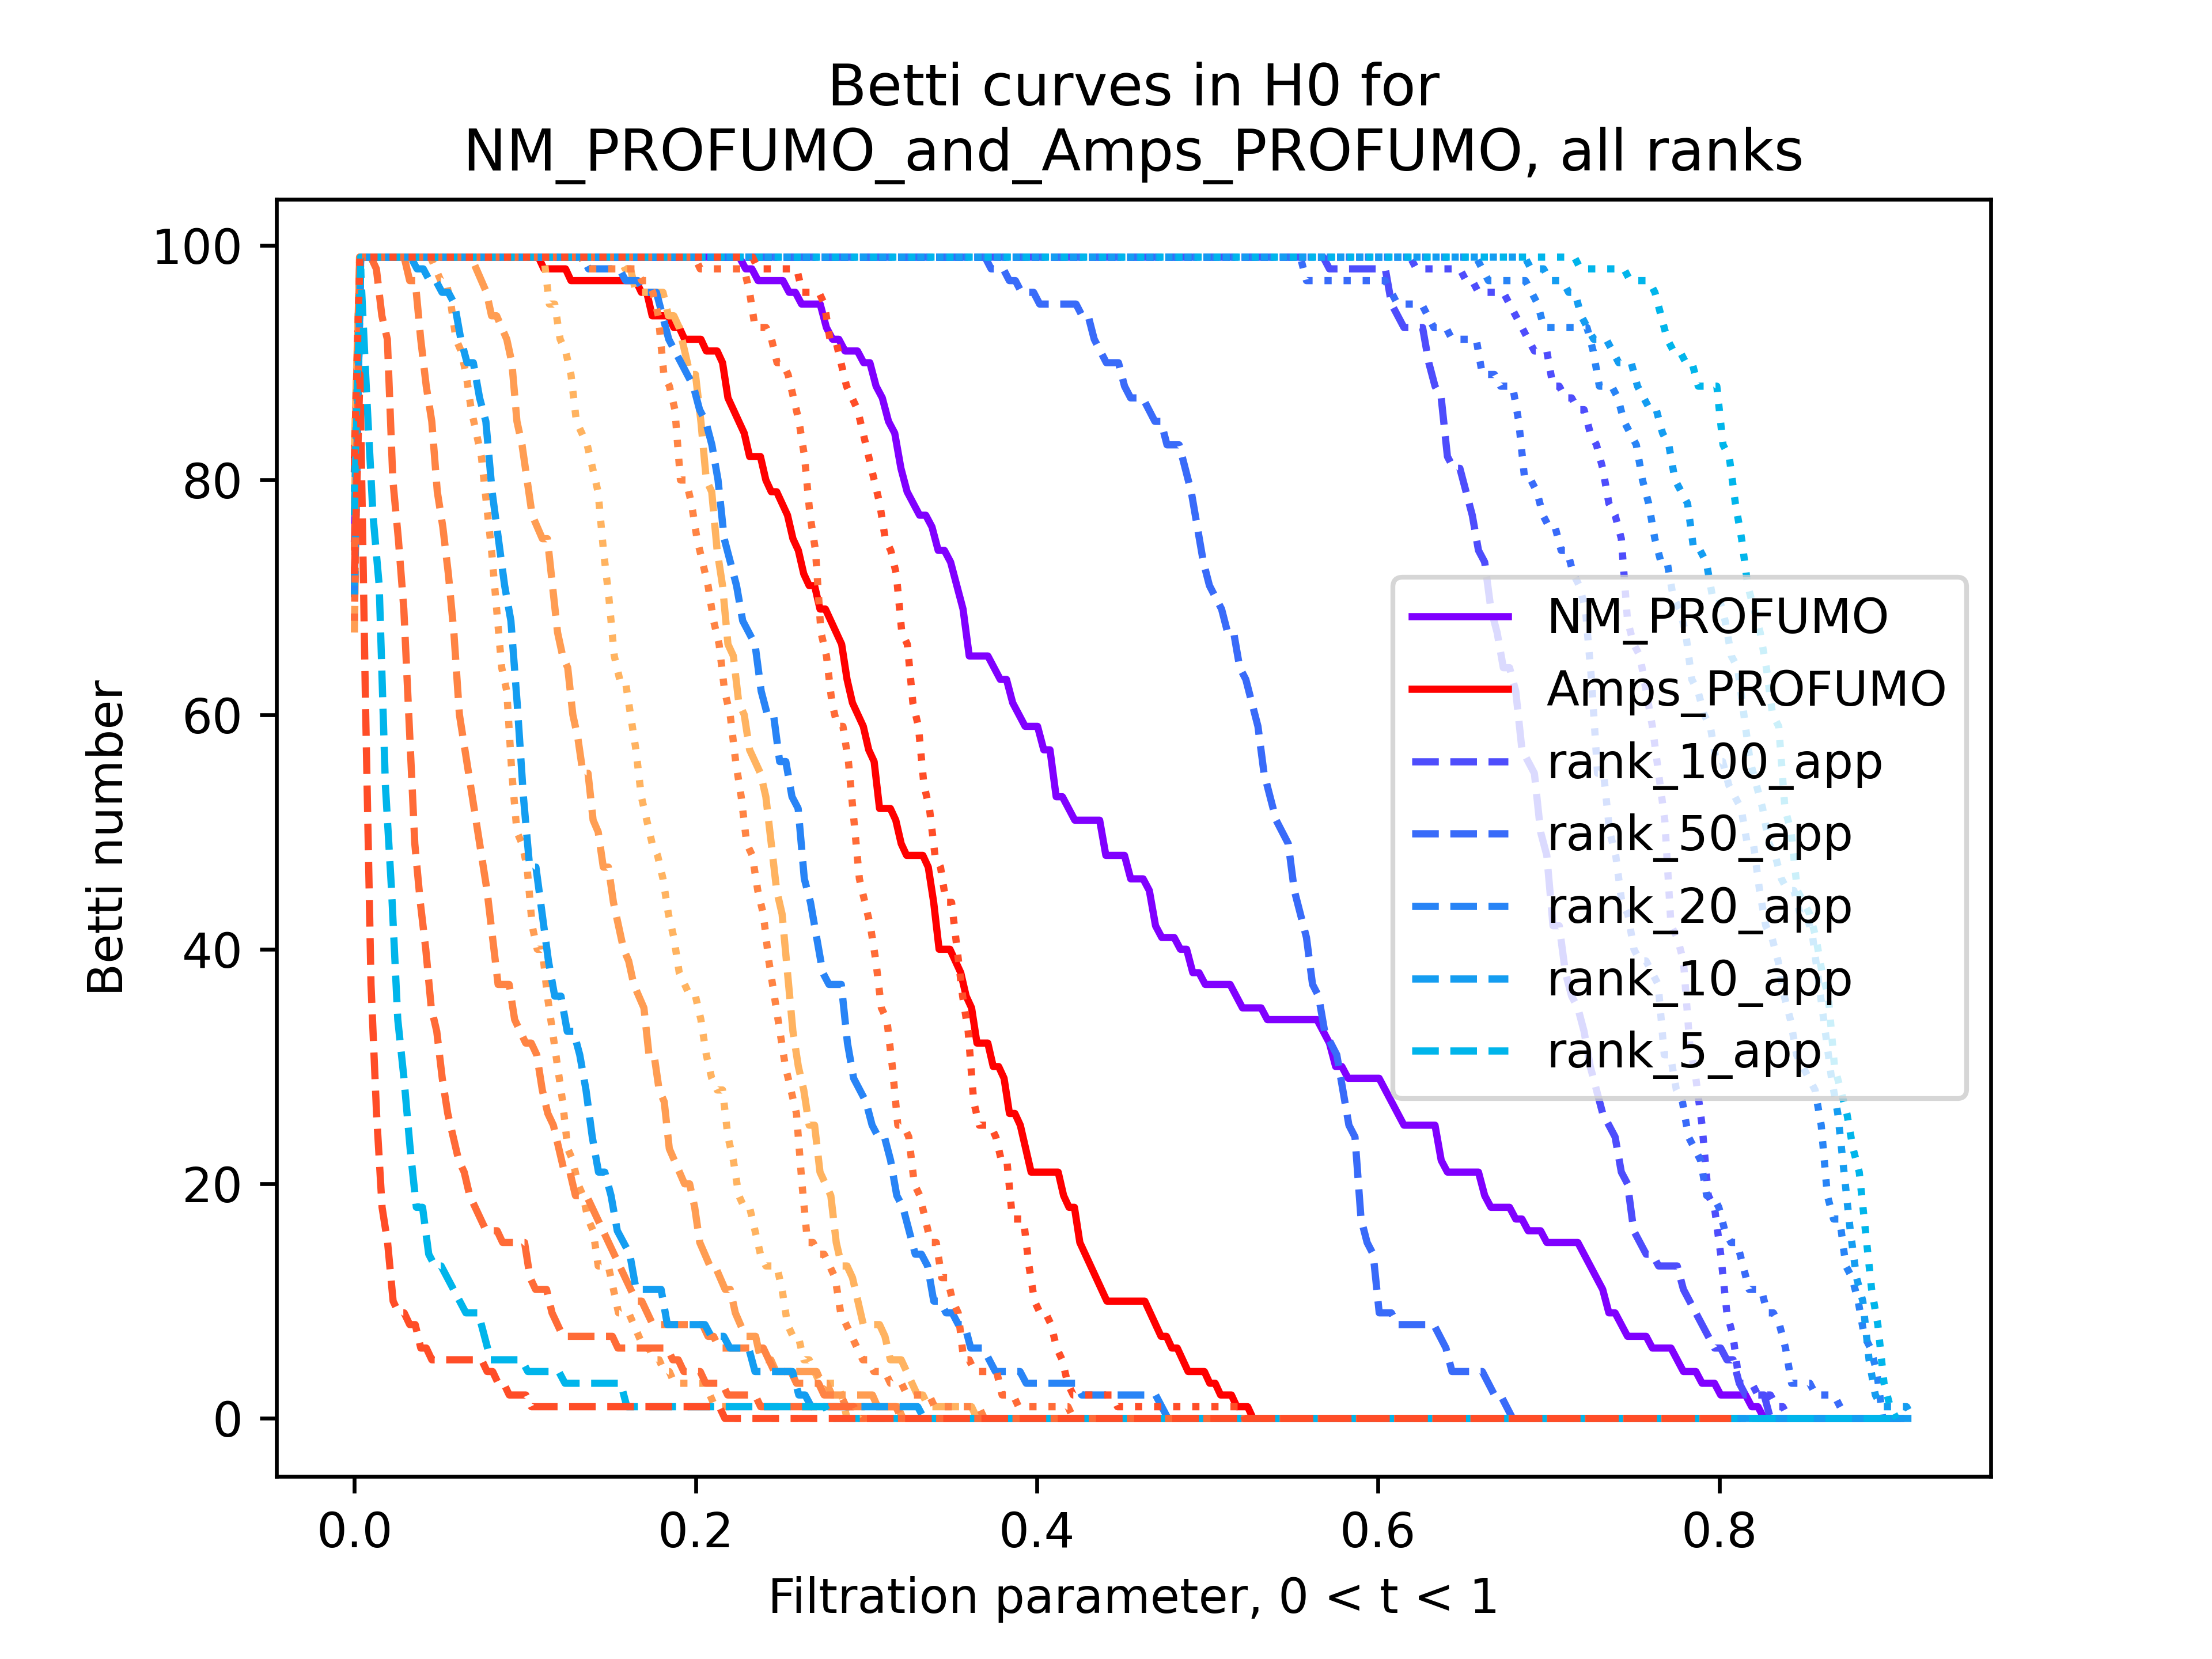 Betti curves in H0 for
NM_PROFUMO_and_Amps_PROFUMO, all ranks
100
80
60
40
20
0
Betti number
NM_PROFUMO
Amps_PROFUMO
rank_100_app
rank_50_app
rank_20_app
rank_10_app
rank_5_app
0.0 0.2 0.4 0.6 0.8
Filtration parameter, 0 < t < 1